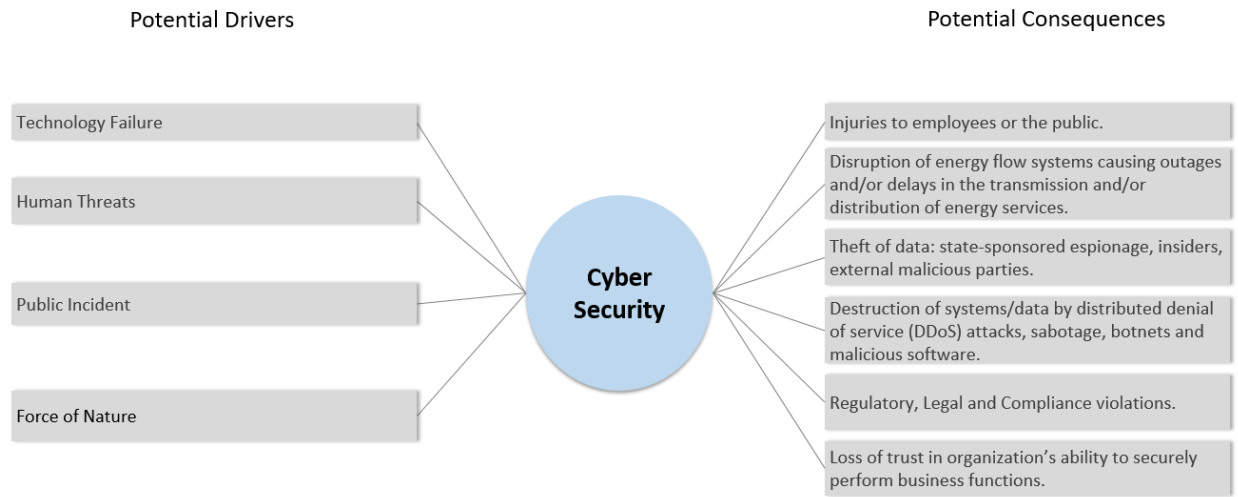 Potential Drivers
Potential Consequences
Technology Failure
Human Threats
Public Incident
Force of Nature
Cyber
Security
Injuries to employees or the public.
Disruption of energy flow systems causing outages
and/or delays in the transmission and/or
distribution of energy services.
Theft of data: state-sponsored espionage, insiders,
external malicious parties.
Destruction of systems/data by distributed denial
of service (DDoS) attacks, sabotage, botnets and
malicious software.
Regulatory, Legal and Compliance violations.
Loss of trust in organization’s ability to securely
perform business functions.